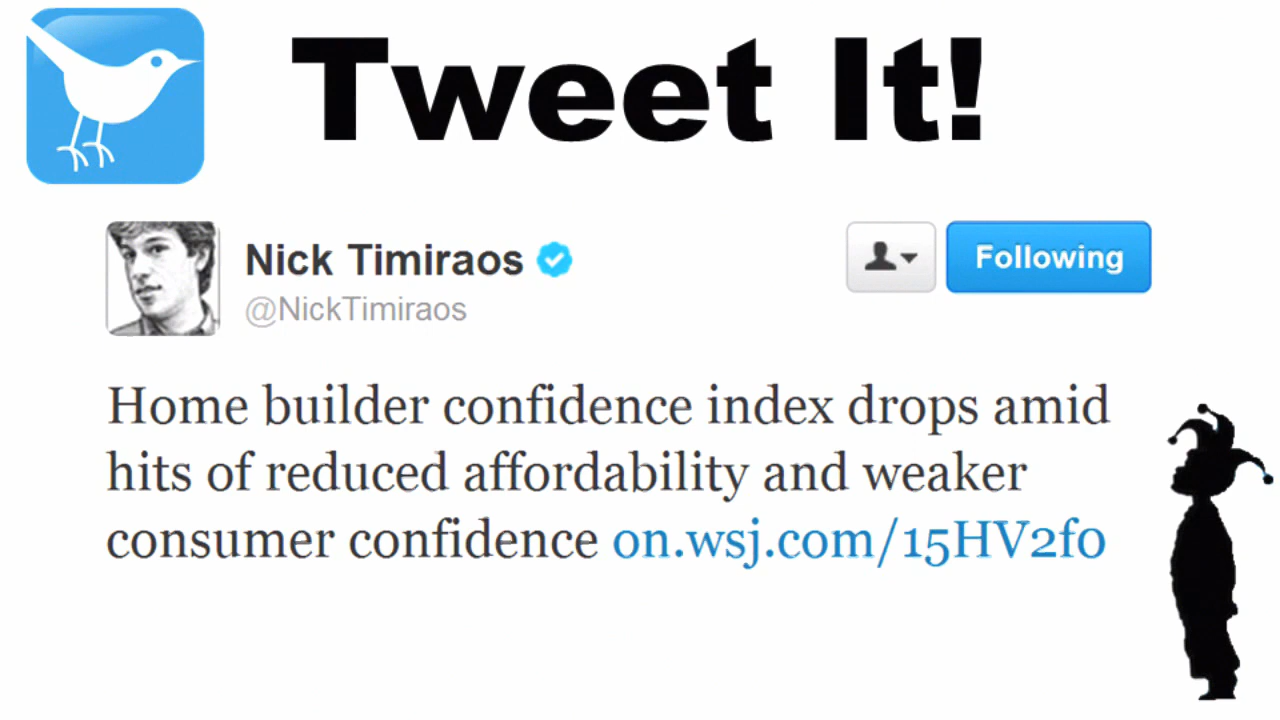 Tweet It!
Nick Timiraos
@NickTimiraos
Following
Home builder confidence index drops amid
hits of reduced affordability and weaker
consumer confidence on.wsj.com/15HV2f0